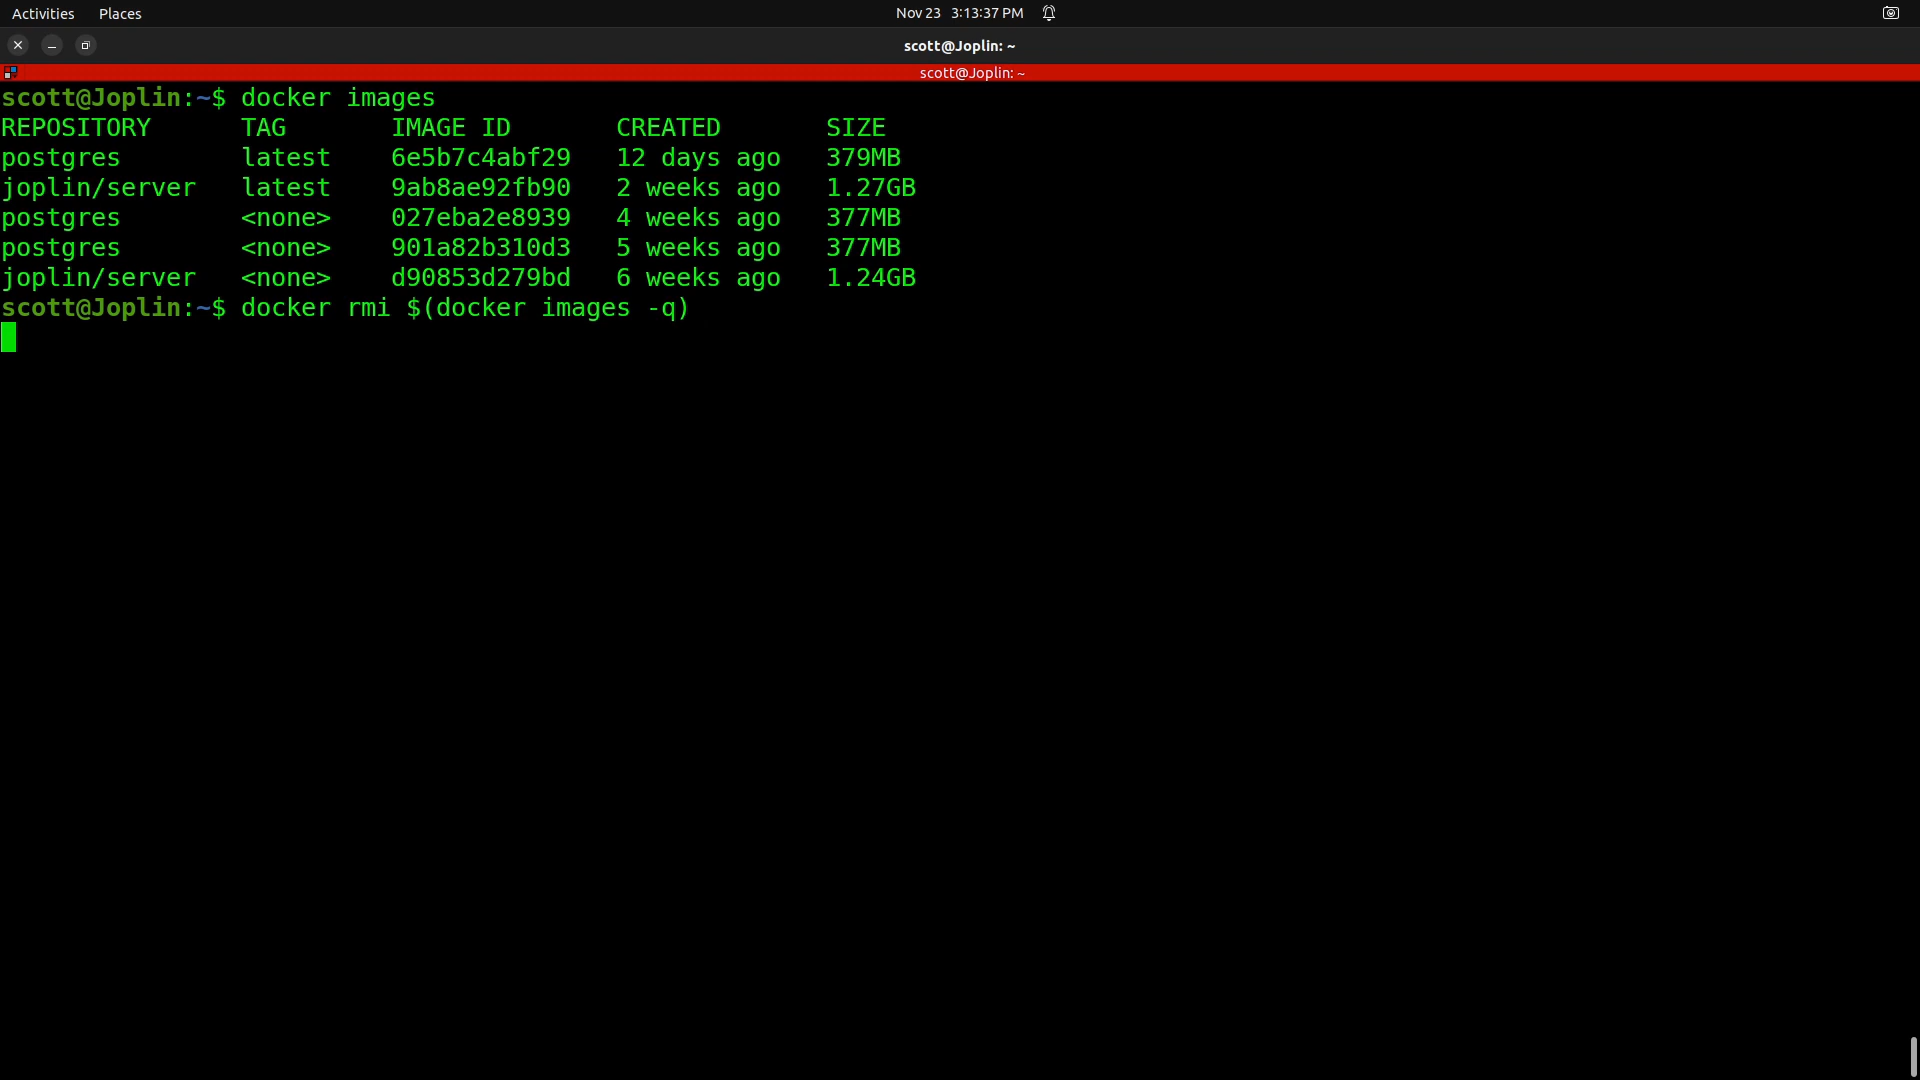 Activities Places Nov 23 3:13:37 PM
scott@Joplin: ~
scott@Joplin: ~
scott@Joplin:~$ docker images
REPOSITORY      TAG       IMAGE ID       CREATED       SIZE
postgres        latest    6e5b7c4abf29   12 days ago   379MB
joplin/server   latest    9ab8ae92fb90   2 weeks ago   1.27GB
postgres        <none>    027eba2e8939   4 weeks ago   377MB
postgres        <none>    901a82b310d3   5 weeks ago   377MB
joplin/server   <none>    d90853d279bd   6 weeks ago   1.24GB
scott@Joplin:~$ docker rmi $(docker images -q)